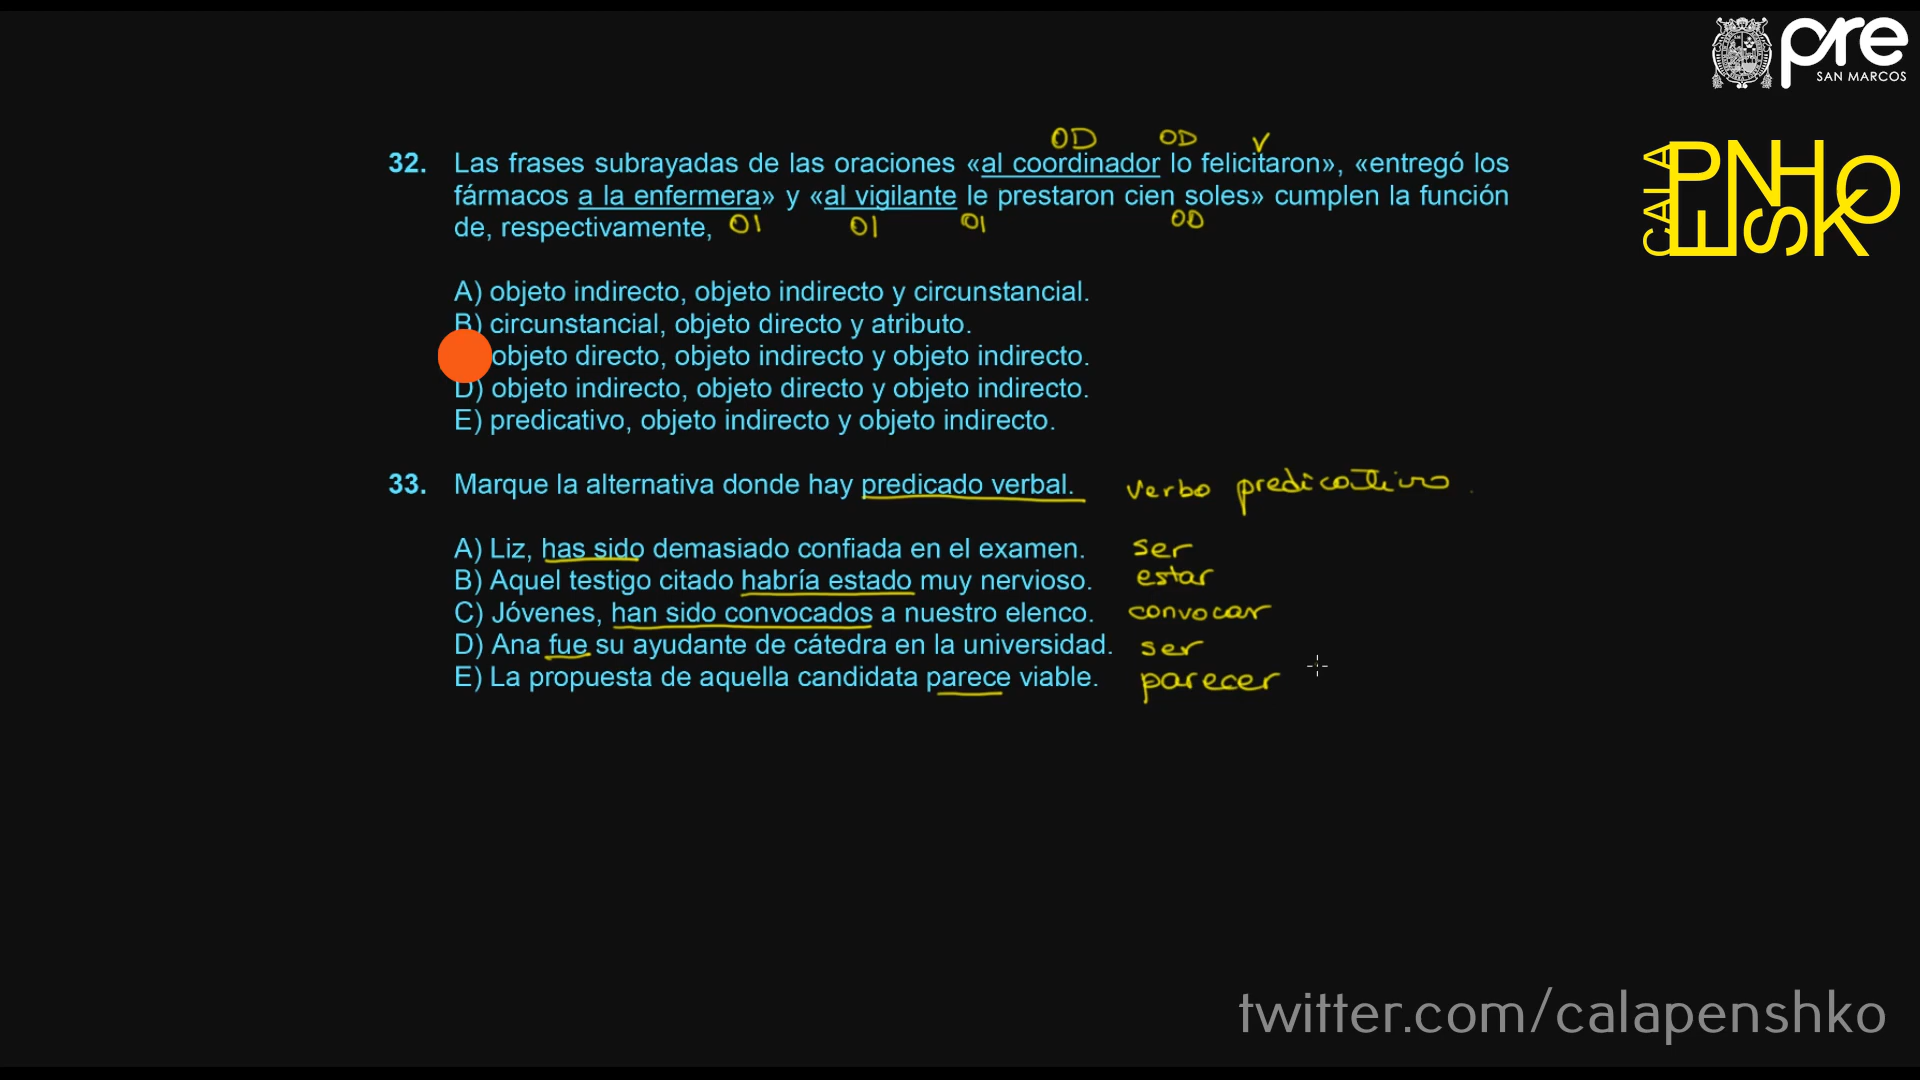 pre
SAN MARCOS
CALA
PENSHKO
OD OD V
32. Las frases subrayadas de las oraciones «al coordinador lo felicitaron», «entregó los
fármacos a la enfermera» y «al vigilante le prestaron cien soles» cumplen la función
de, respectivamente, OI OI OI OD
A) objeto indirecto, objeto indirecto y circunstancial.
B) circunstancial, objeto directo y atributo.
objeto directo, objeto indirecto y objeto indirecto.
D) objeto indirecto, objeto directo y objeto indirecto.
E) predicativo, objeto indirecto y objeto indirecto.
33. Marque la alternativa donde hay predicado verbal. verbo predicativo
A) Liz, has sido demasiado confiada en el examen. ser
B) Aquel testigo citado habría estado muy nervioso. estar
C) Jóvenes, han sido convocados a nuestro elenco. convocar
D) Ana fue su ayudante de cátedra en la universidad. ser
E) La propuesta de aquella candidata parece viable. parecer
twitter.com/calapenshko